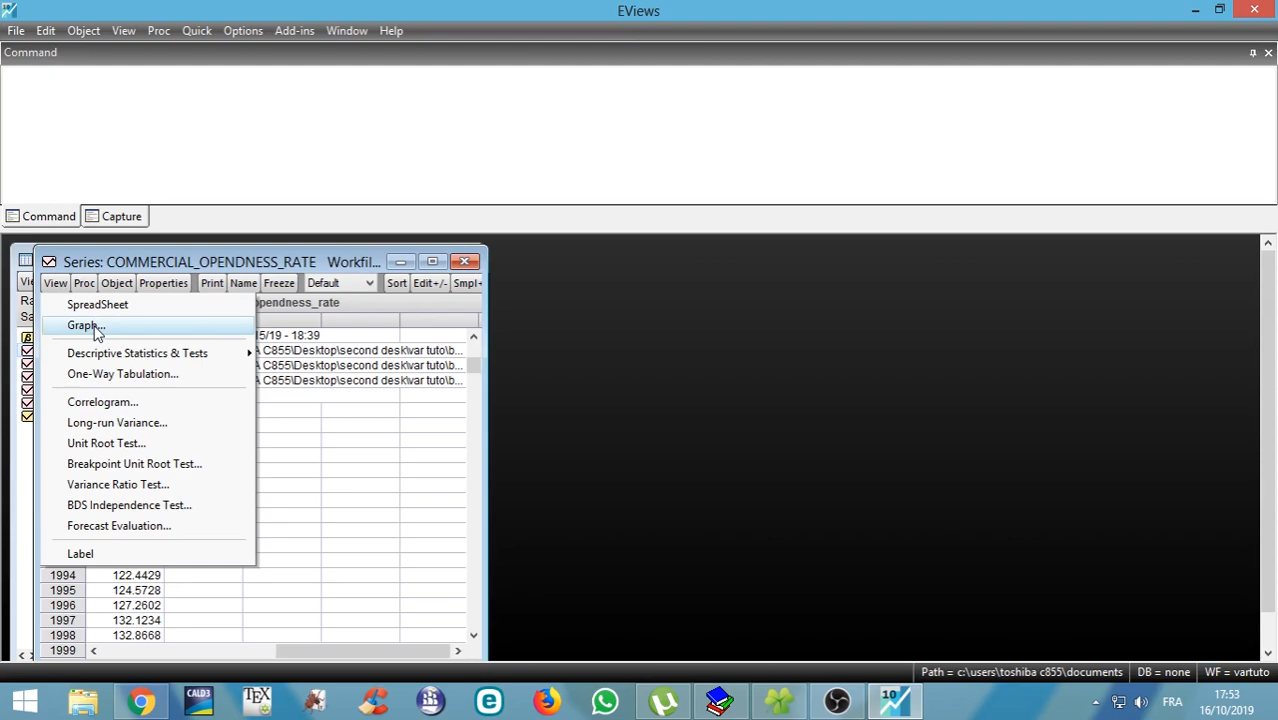 EViews
File Edit Object View Proc Quick Options Add-ins Window Help
Command
Command Capture
Series: COMMERCIAL_OPENDNESS_RATE Workfil...
View Proc Object Properties Print Name Freeze Default Sort Edit+/- Smpl+
SpreadSheet
pendness_rate
Graph...
15/19 - 18:39
Descriptive Statistics & Tests
A C855\Desktop\second desk\var tuto\b...
A C855\Desktop\second desk\var tuto\b...
One-Way Tabulation...
A C855\Desktop\second desk\var tuto\b...
Correlogram...
Long-run Variance...
Unit Root Test...
Breakpoint Unit Root Test...
Variance Ratio Test...
BDS Independence Test...
Forecast Evaluation...
Label
1994 122.4429
1995 124.5728
1996 127.2602
1997 132.1234
1998 132.8668
1999
Path = c:\users\toshiba c855\documents DB = none WF = vartuto
CALD3 TEX 10 FRA 17:53
16/10/2019